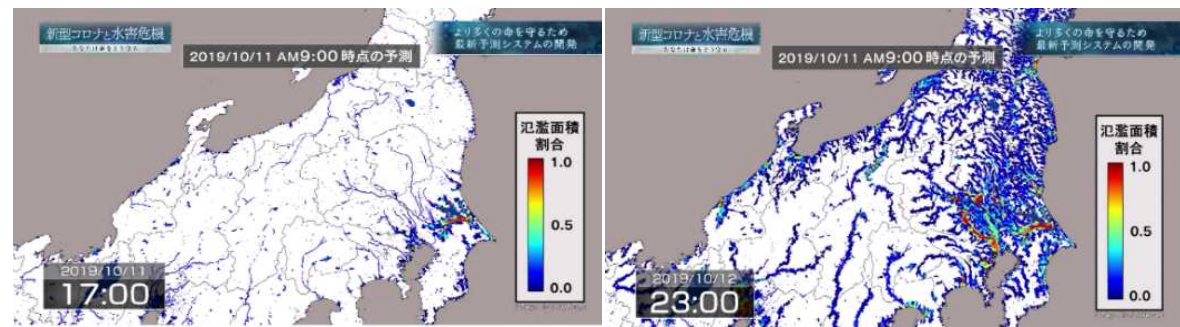 新型コロナと水害危機
より多くの命を守るため
最新予測システムの開発
2019/10/11 AM9:00時点の予測
氾濫面積
割合
1.0
0.5
0.0
2019/10/11
17:00
新型コロナと水害危機
より多くの命を守るため
最新予測システムの開発
2019/10/11 AM9:00時点の予測
氾濫面積
割合
1.0
0.5
0.0
2019/10/12
23:00